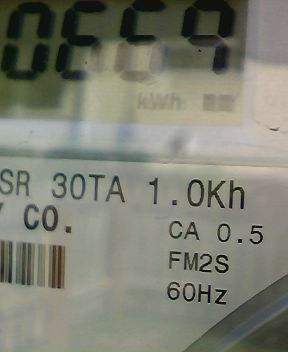 kWh
SR 30TA 1.0Kh
Y CO.
CA 0.5
FM2S
60Hz